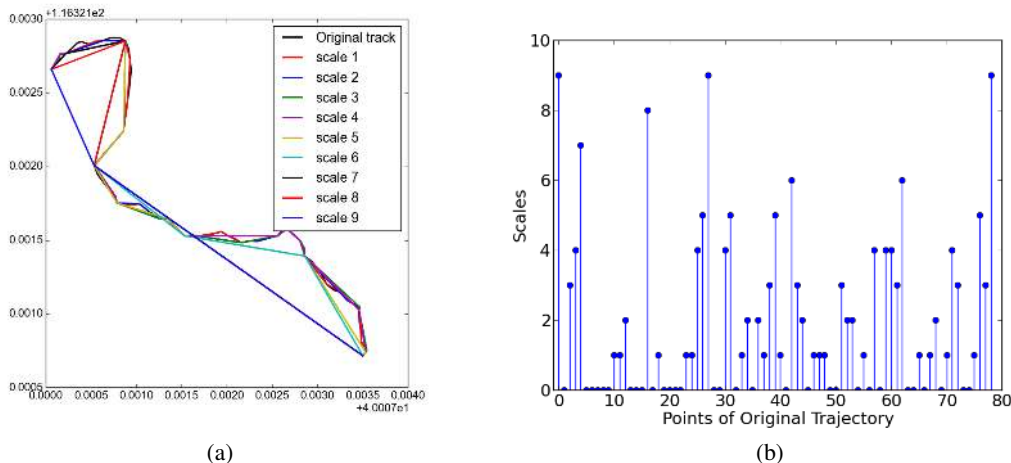 +1.16321e2
0.0030
0.0025
0.0020
0.0015
0.0010
0.0005
0.0000 0.0005 0.0010 0.0015 0.0020 0.0025 0.0030 0.0035 0.0040
+4.0007e1
Original track
scale 1
scale 2
scale 3
scale 4
scale 5
scale 6
scale 7
scale 8
scale 9
(a)
10
8
6
4
2
0
Scales
0 10 20 30 40 50 60 70 80
Points of Original Trajectory
(b)